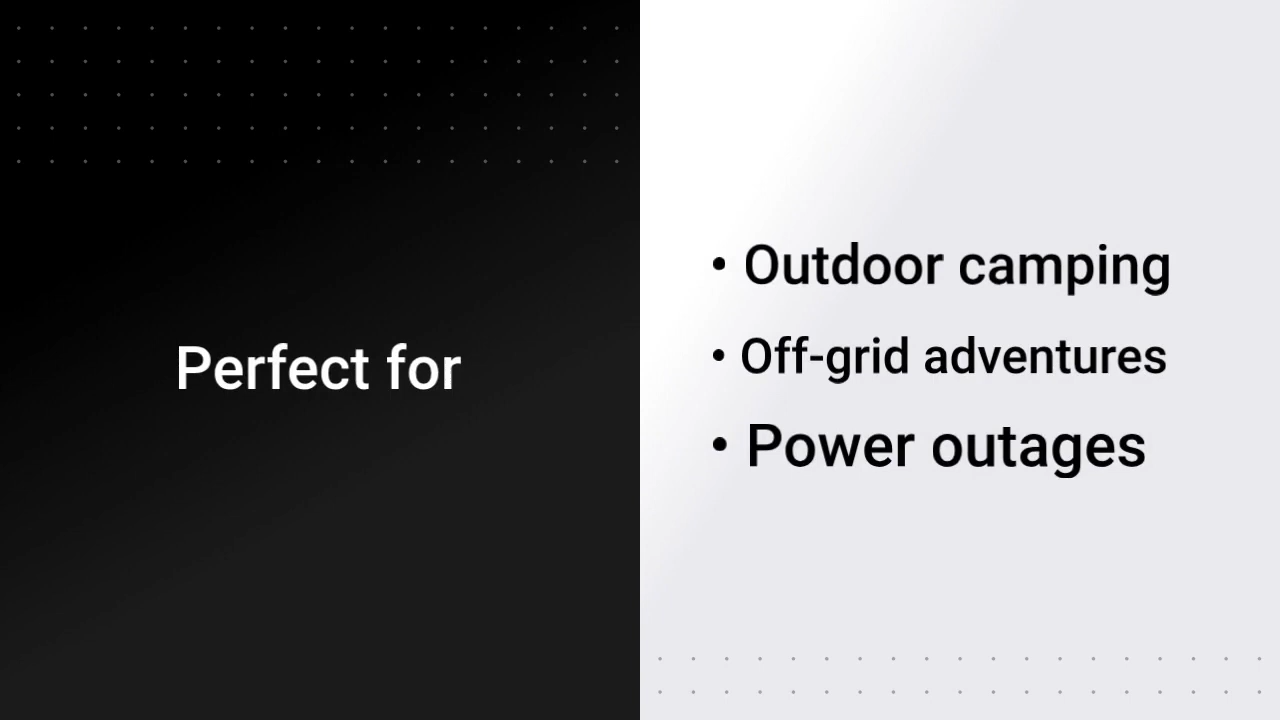 Perfect for
• Outdoor camping
• Off-grid adventures
• Power outages